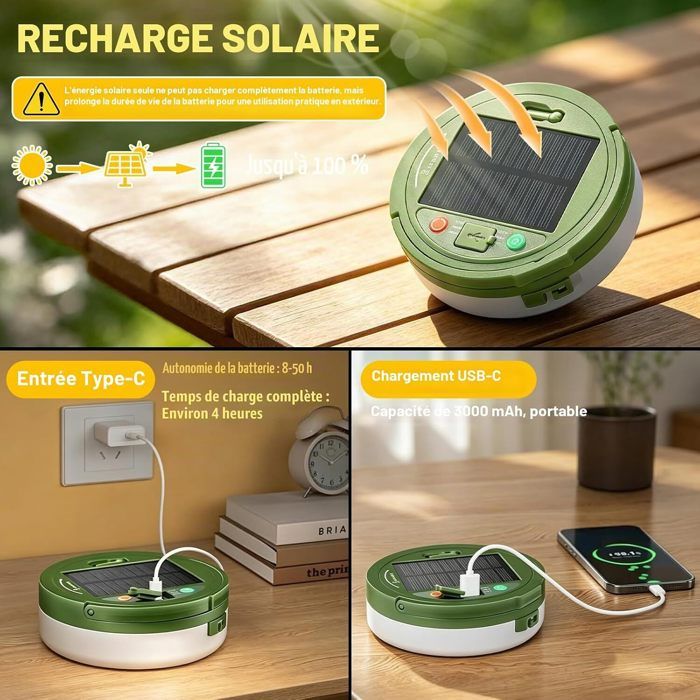 RECHARGE SOLAIRE
L'énergie solaire seule ne peut pas charger complètement la batterie, mais
prolonge la durée de vie de la batterie pour une utilisation pratique en extérieur.
Jusqu'à 100 %
Entrée Type-C
Autonomie de la batterie : 8-50 h
Temps de charge complète :
Environ 4 heures
BRIA
the prin
Chargement USB-C
Capacité de 3000 mAh, portable